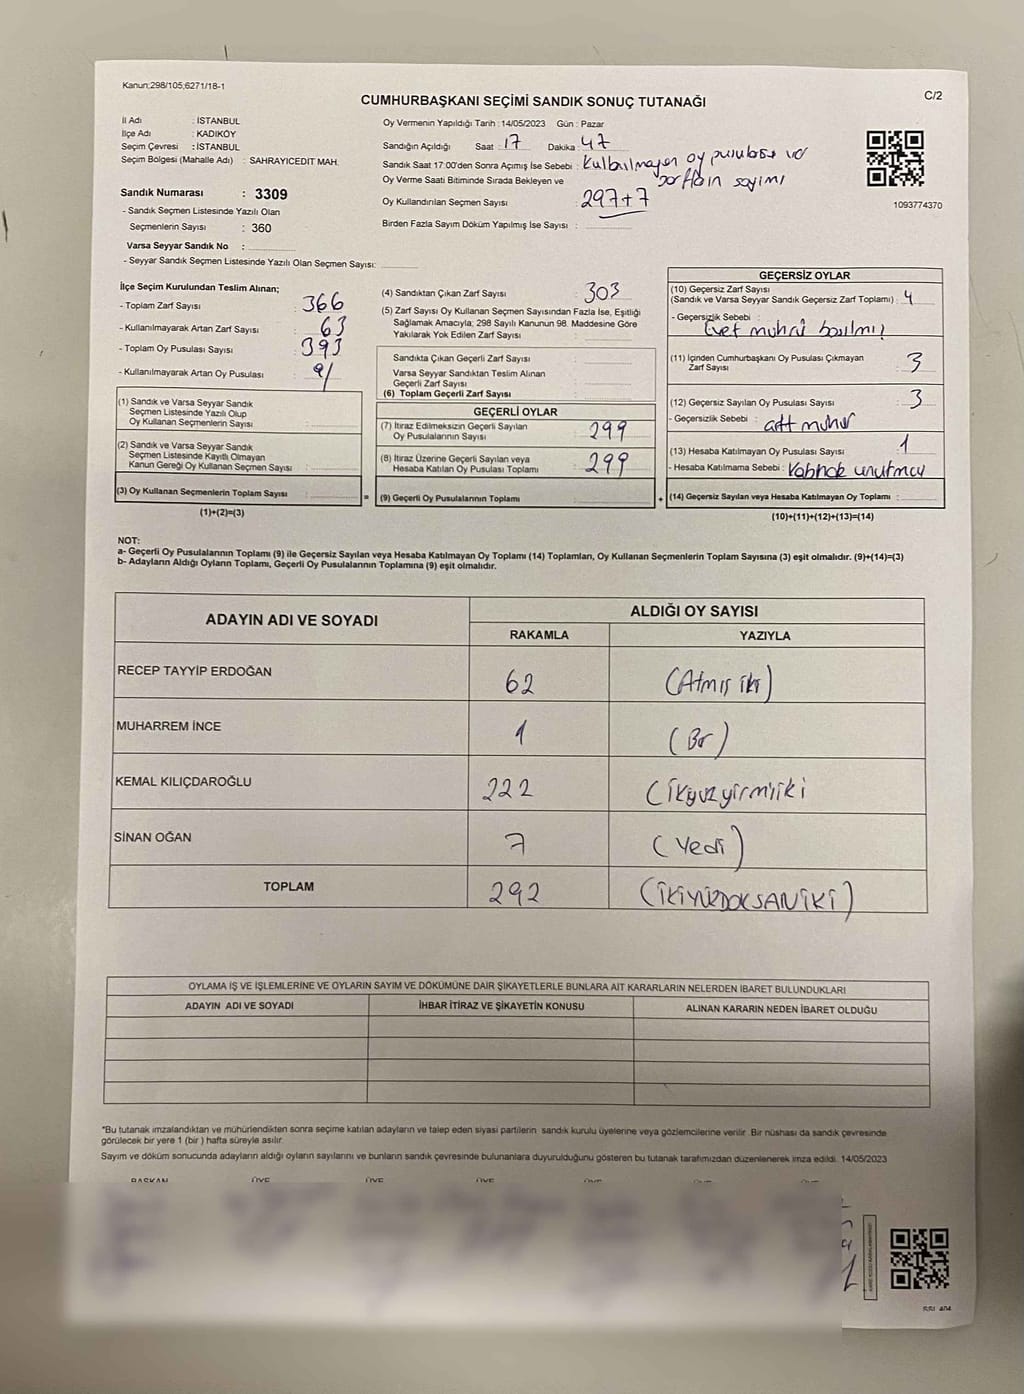 Kanun;298/105;6271/18-1
C/2
CUMHURBAŞKANI SEÇİMİ SANDIK SONUÇ TUTANAĞI
İl Adı : İSTANBUL
İlçe Adı : KADIKÖY
Seçim Çevresi : İSTANBUL
Seçim Bölgesi (Mahalle Adı) : SAHRAYICEDIT MAH.
Sandık Numarası : 3309
- Sandık Seçmen Listesinde Yazılı Olan
Seçmenlerin Sayısı : 360
Varsa Seyyar Sandık No :
- Seyyar Sandık Seçmen Listesinde Yazılı Olan Seçmen Sayısı:
Oy Vermenin Yapıldığı Tarih : 14/05/2023 Gün : Pazar
Sandığın Açıldığı Saat : 17 Dakika : 47
Sandık Saat 17:00'den Sonra Açımış İse Sebebi : oy pusulası
Oy Verme Saati Bitiminde Sırada Bekleyen ve sayımı
Oy Kullandırılan Seçmen Sayısı : 297+7
Birden Fazla Sayım Döküm Yapılmış İse Sayısı :
1093774370
İlçe Seçim Kurulundan Teslim Alınan;
- Toplam Zarf Sayısı : 366
- Kullanılmayarak Artan Zarf Sayısı : 63
- Toplam Oy Pusulası Sayısı : 393
- Kullanılmayarak Artan Oy Pusulası :
(1) Sandık ve Varsa Seyyar Sandık
Seçmen Listesinde Yazılı Olup
Oy Kullanan Seçmenlerin Sayısı :
(2) Sandık ve Varsa Seyyar Sandık
Seçmen Listesinde Kayıtlı Olmayan
Kanun Gereği Oy Kullanan Seçmen Sayısı :
(3) Oy Kullanan Seçmenlerin Toplam Sayısı :
(1)+(2)=(3)
=
(4) Sandıktan Çıkan Zarf Sayısı : 303
(5) Zarf Sayısı Oy Kullanan Seçmen Sayısından Fazla İse, Eşitliği
Sağlamak Amacıyla; 298 Sayılı Kanunun 98. Maddesine Göre
Yakılarak Yok Edilen Zarf Sayısı :
Sandıkta Çıkan Geçerli Zarf Sayısı :
Varsa Seyyar Sandıktan Teslim Alınan
Geçerli Zarf Sayısı :
(6) Toplam Geçerli Zarf Sayısı :
GEÇERLİ OYLAR
(7) İtiraz Edilmeksizin Geçerli Sayılan
Oy Pusulalarının Sayısı : 299
(8) İtiraz Üzerine Geçerli Sayılan veya
Hesaba Katılan Oy Pusulası Toplamı : 299
(9) Geçerli Oy Pusulalarının Toplamı :
+
GEÇERSİZ OYLAR
(10) Geçersiz Zarf Sayısı
(Sandık ve Varsa Seyyar Sandık Geçersiz Zarf Toplamı) : 4
- Geçersizlik Sebebi : Evet mührü basılmış
(11) İçinden Cumhurbaşkanı Oy Pusulası Çıkmayan
Zarf Sayısı : 3
(12) Geçersiz Sayılan Oy Pusulası Sayısı : 3
- Geçersizlik Sebebi :
(13) Hesaba Katılmayan Oy Pusulası Sayısı : 1
- Hesaba Katılmama Sebebi :
(14) Geçersiz Sayılan veya Hesaba Katılmayan Oy Toplamı :
(10)+(11)+(12)+(13)=(14)
NOT:
a- Geçerli Oy Pusulalarının Toplamı (9) ile Geçersiz Sayılan veya Hesaba Katılmayan Oy Toplamı (14) Toplamları, Oy Kullanan Seçmenlerin Toplam Sayısına (3) eşit olmalıdır. (9)+(14)=(3)
b- Adayların Aldığı Oyların Toplamı, Geçerli Oy Pusulalarının Toplamına (9) eşit olmalıdır.
ADAYIN ADI VE SOYADI
ALDIĞI OY SAYISI
RAKAMLA YAZIYLA
RECEP TAYYİP ERDOĞAN 62 (Atmış iki)
MUHARREM İNCE 1 (Bir)
KEMAL KILIÇDAROĞLU 222 (ikiyüzyirmiiki
SİNAN OĞAN 7 (Yedi)
TOPLAM 292 (İKİYÜZDOKSANİKİ)
OYLAMA İŞ VE İŞLEMLERİNE VE OYLARIN SAYIM VE DÖKÜMÜNE DAİR ŞİKAYETLERLE BUNLARA AİT KARARLARIN NELERDEN İBARET BULUNDUKLARI
ADAYIN ADI VE SOYADI İHBAR İTİRAZ VE ŞİKAYETİN KONUSU ALINAN KARARIN NEDEN İBARET OLDUĞU
*Bu tutanak imzalandıktan ve mühürlendikten sonra seçime katılan adayların ve talep eden siyasi partilerin sandık kurulu üyelerine veya gözlemcilerine verilir. Bir nüshası da sandık çevresinde
görülecek bir yere 1 (bir ) hafta süreyle asılır.
Sayım ve döküm sonucunda adayların aldığı oyların sayılarını ve bunların sandık çevresinde bulunanlara duyurulduğunu gösteren bu tutanak tarafımızdan düzenlenerek imza edildi. 14/05/2023
BAŞKAN ÜYE ÜYE ÜYE ÜYE ÜYE ÜYE